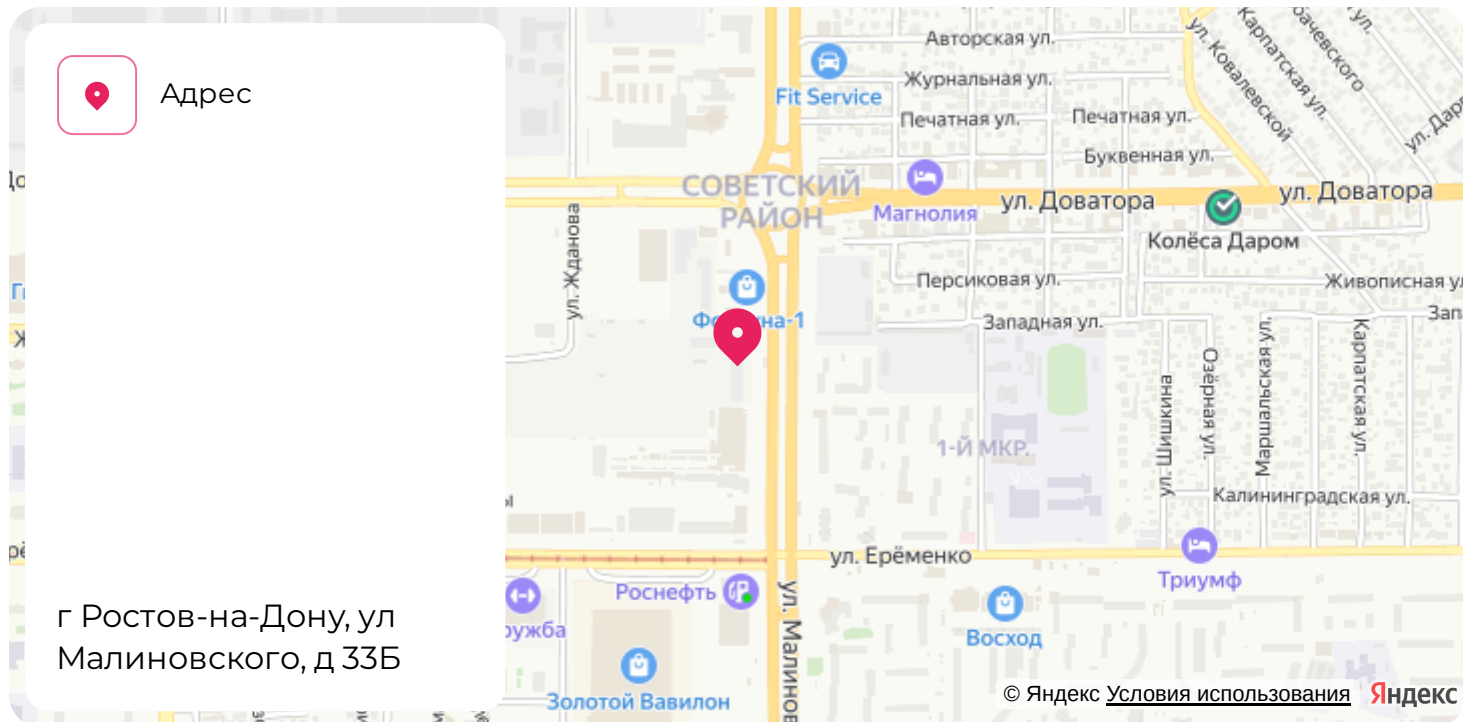 Адрес
г Ростов-на-Дону, ул
Малиновского, д 33Б
Авторская ул.
Fit Service
Журнальная ул.
Печатная ул.
Печатная ул.
Буквенная ул.
ул. Ковалевской
Карпатская ул.
СОВЕТСКИЙ
РАЙОН
Магнолия
ул. Доватора
ул. Доватора
Колёса Даром
ул. Жданова
Персиковая ул.
Живописная
Западная ул.
Озёрная ул.
Маршальская ул.
Карпатская ул.
ул. Шишкина
1-Й МКР.
Калининградская ул.
ул. Ерёменко
Роснефть
Триумф
Восход
Золотой Вавилон
© Яндекс Условия использования Яндекс